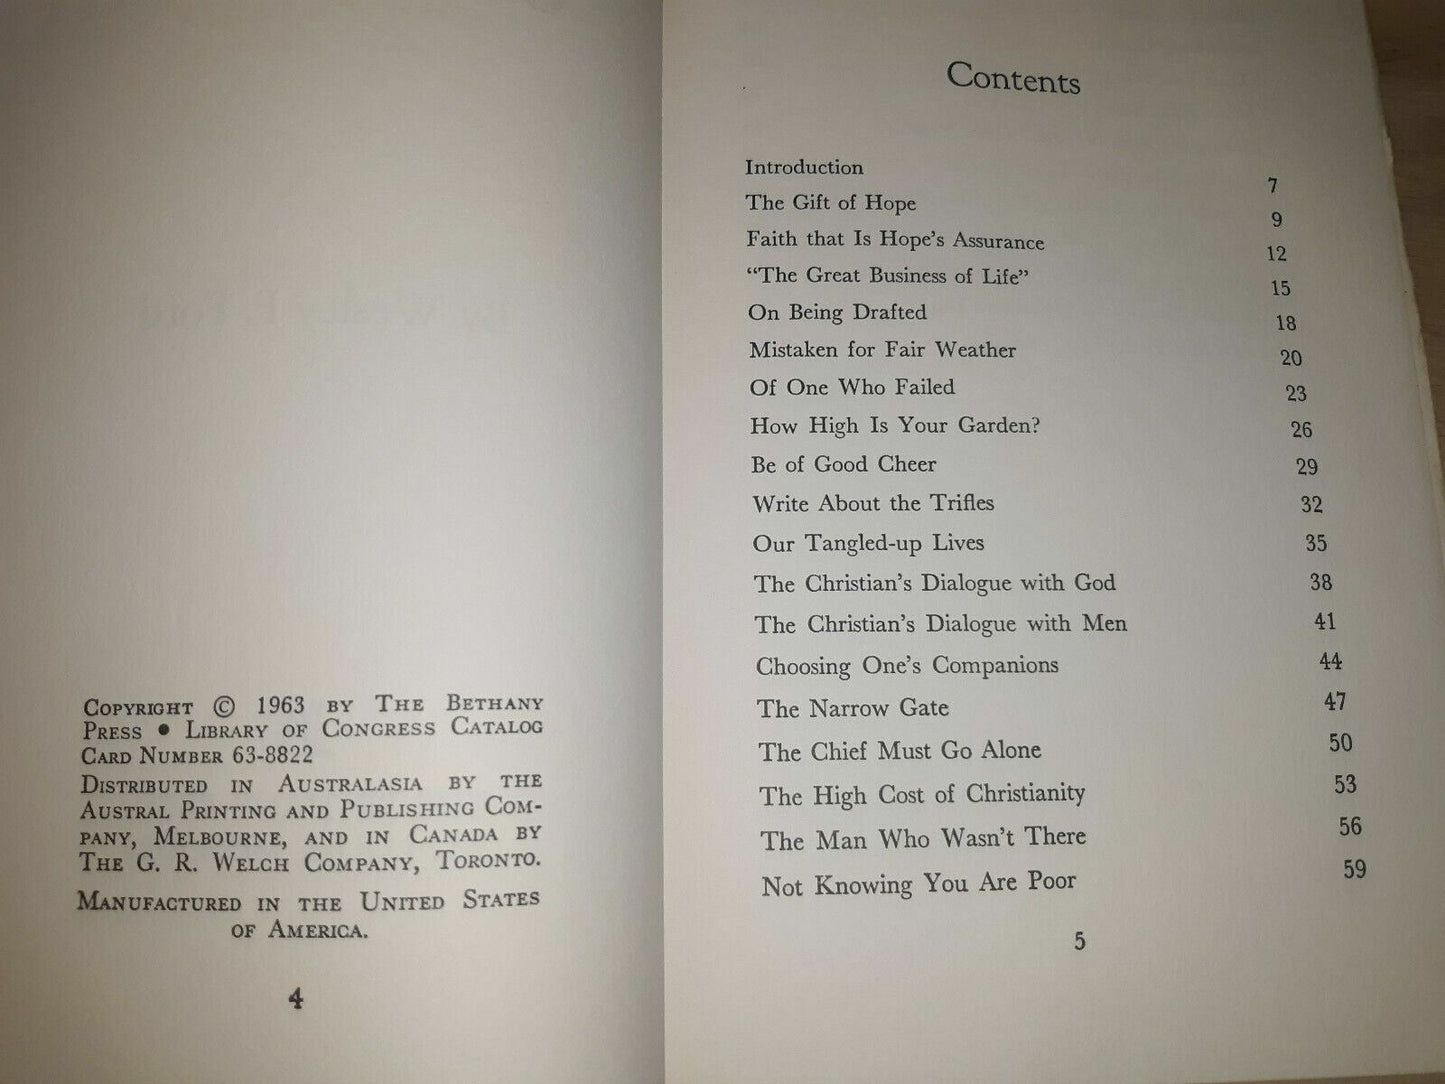 COPYRIGHT © 1963 BY THE BETHANY
PRESS • LIBRARY OF CONGRESS CATALOG
CARD NUMBER 63-8822
DISTRIBUTED IN AUSTRALASIA BY THE
AUSTRAL PRINTING AND PUBLISHING COM-
PANY, MELBOURNE, AND IN CANADA BY
THE G. R. WELCH COMPANY, TORONTO.
MANUFACTURED IN THE UNITED STATES
OF AMERICA.
4
Contents
Introduction 7
The Gift of Hope 9
Faith that Is Hope's Assurance 12
"The Great Business of Life" 15
On Being Drafted 18
Mistaken for Fair Weather 20
Of One Who Failed 23
How High Is Your Garden? 26
Be of Good Cheer 29
Write About the Trifles 32
Our Tangled-up Lives 35
The Christian's Dialogue with God 38
The Christian's Dialogue with Men 41
Choosing One's Companions 44
The Narrow Gate 47
The Chief Must Go Alone 50
The High Cost of Christianity 53
The Man Who Wasn't There 56
Not Knowing You Are Poor 59
5